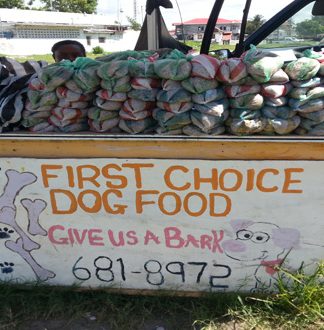 FIRST CHOICE
DOG FOOD
GIVE US A BARK
681-8972